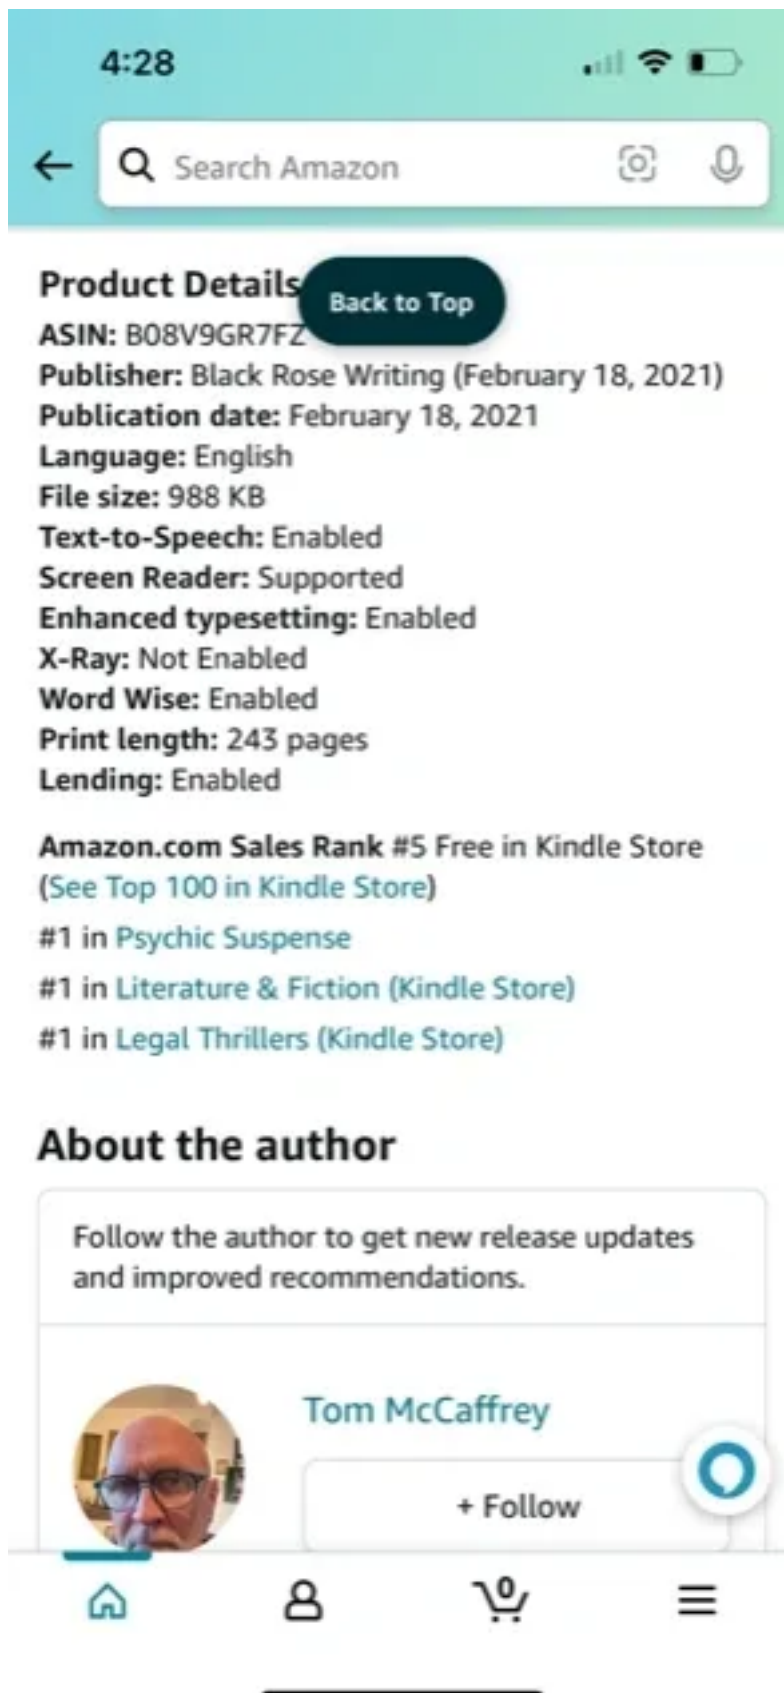 4:28
Search Amazon
Product Details
Back to Top
ASIN: B08V9GR7FZ
Publisher: Black Rose Writing (February 18, 2021)
Publication date: February 18, 2021
Language: English
File size: 988 KB
Text-to-Speech: Enabled
Screen Reader: Supported
Enhanced typesetting: Enabled
X-Ray: Not Enabled
Word Wise: Enabled
Print length: 243 pages
Lending: Enabled
Amazon.com Sales Rank #5 Free in Kindle Store
(See Top 100 in Kindle Store)
#1 in Psychic Suspense
#1 in Literature & Fiction (Kindle Store)
#1 in Legal Thrillers (Kindle Store)
About the author
Follow the author to get new release updates
and improved recommendations.
Tom McCaffrey
+ Follow
0